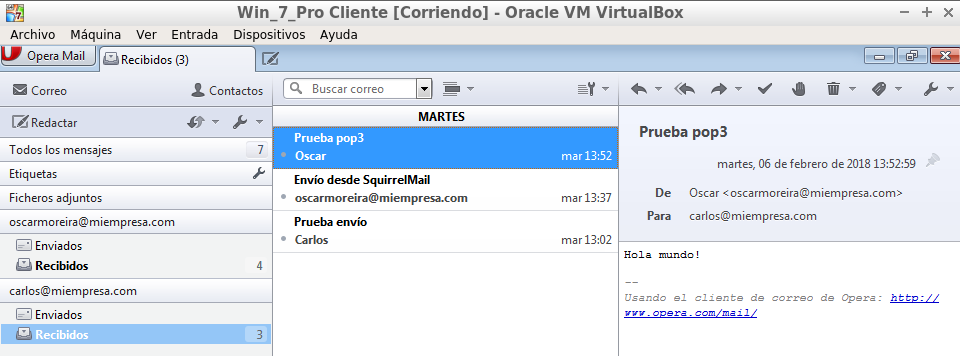 Win_7_Pro Cliente [Corriendo] - Oracle VM VirtualBox
Archivo Máquina Ver Entrada Dispositivos Ayuda
Opera Mail Recibidos (3)
Correo Contactos
Redactar
Todos los mensajes 7
Etiquetas
Ficheros adjuntos
oscarmoreira@miempresa.com
Enviados
Recibidos 4
carlos@miempresa.com
Enviados
Recibidos 3
Buscar correo
MARTES
Prueba pop3
Oscar mar 13:52
Envío desde SquirrelMail
oscarmoreira@miempresa.com mar 13:37
Prueba envío
Carlos mar 13:02
Prueba pop3
martes, 06 de febrero de 2018 13:52:59
De Oscar <oscarmoreira@miempresa.com>
Para carlos@miempresa.com
Hola mundo!
--
Usando el cliente de correo de Opera: http://
www.opera.com/mail/